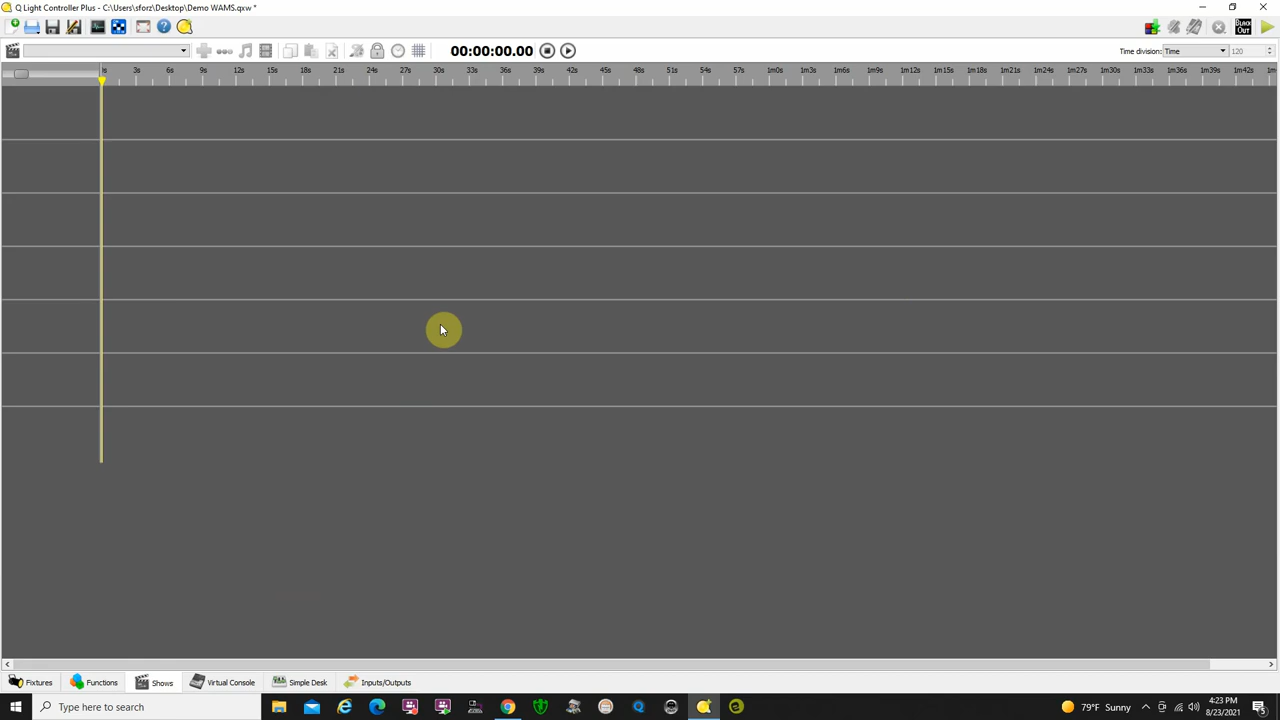 Q Light Controller Plus - C:\Users\sforz\Desktop\Demo WAMS.qxw *
BLACK OUT
00:00:00.00
Time division: Time 120
3s 6s 9s 12s 15s 18s 21s 24s 27s 30s 33s 36s 39s 42s 45s 48s 51s 54s 57s 1m0s 1m3s 1m6s 1m9s 1m12s 1m15s 1m18s 1m21s 1m24s 1m27s 1m30s 1m33s 1m36s 1m39s 1m42s 1m
Fixtures Functions Shows Virtual Console Simple Desk Inputs/Outputs
Type here to search
79°F Sunny
4:23 PM
8/23/2021